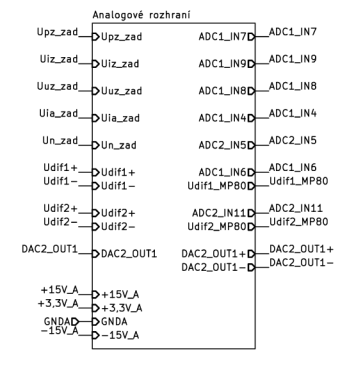 Analogové rozhraní
Upz_zad Upz_zad ADC1_IN7 ADC1_IN7
Uiz_zad Uiz_zad ADC1_IN9 ADC1_IN9
Uuz_zad Uuz_zad ADC1_IN8 ADC1_IN8
Uia_zad Uia_zad ADC1_IN4 ADC1_IN4
Un_zad Un_zad ADC2_IN5 ADC2_IN5
Udif1+ Udif1+ ADC1_IN6 ADC1_IN6
Udif1− Udif1− Udif1_MP80 Udif1_MP80
Udif2+ Udif2+ ADC2_IN11 ADC2_IN11
Udif2− Udif2− Udif2_MP80 Udif2_MP80
DAC2_OUT1 DAC2_OUT1 DAC2_OUT1+ DAC2_OUT1+
DAC2_OUT1− DAC2_OUT1−
+15V_A +15V_A
+3,3V_A +3,3V_A
GNDA GNDA
−15V_A −15V_A